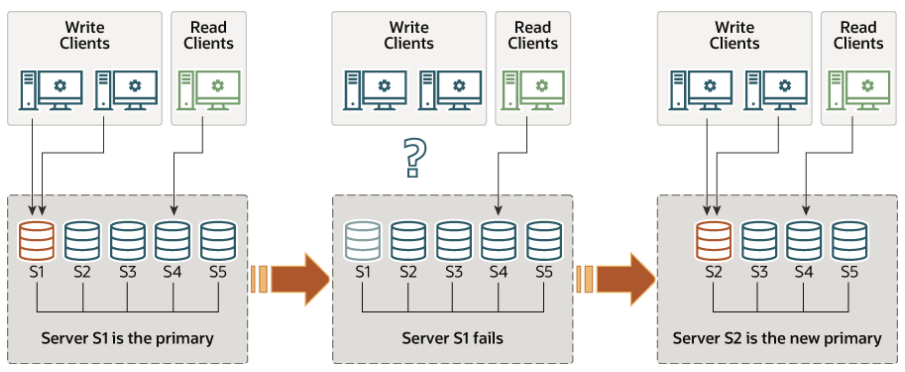 Write
Clients
Read
Clients
Write
Clients
Read
Clients
Write
Clients
Read
Clients
?
S1 S2 S3 S4 S5
S1 S2 S3 S4 S5
S2 S3 S4 S5
Server S1 is the primary
Server S1 fails
Server S2 is the new primary